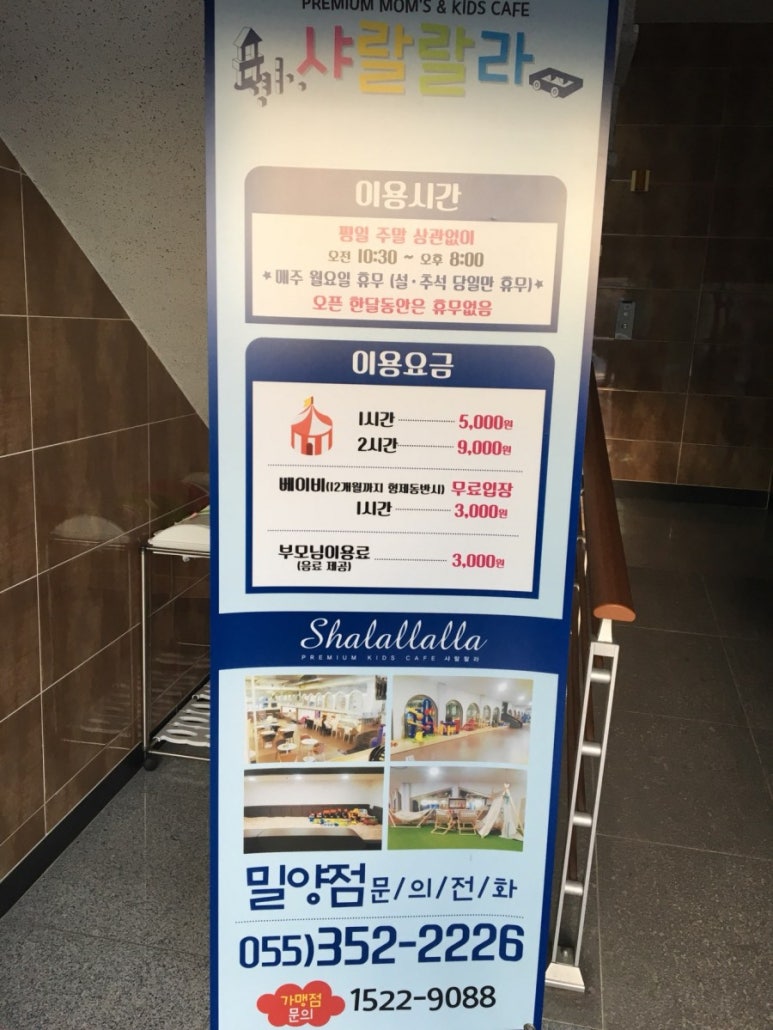 PREMIUM MOM'S & KIDS CAFE
샤랄랄라
이용시간
평일 주말 상관없이
오전 10:30 ~ 오후 8:00
*매주 월요일 휴무 (설·추석 당일만 휴무)*
오픈 한달동안은 휴무없음
이용요금
1시간 5,000원
2시간 9,000원
베이비(12개월까지 형제동반시) 무료입장
1시간 3,000원
부모님이용료 3,000원
(음료 제공)
Shalallalla
PREMIUM KIDS CAFE 샤랄랄라
밀양점 문/의/전/화
055)352-2226
가맹점
문의
1522-9088